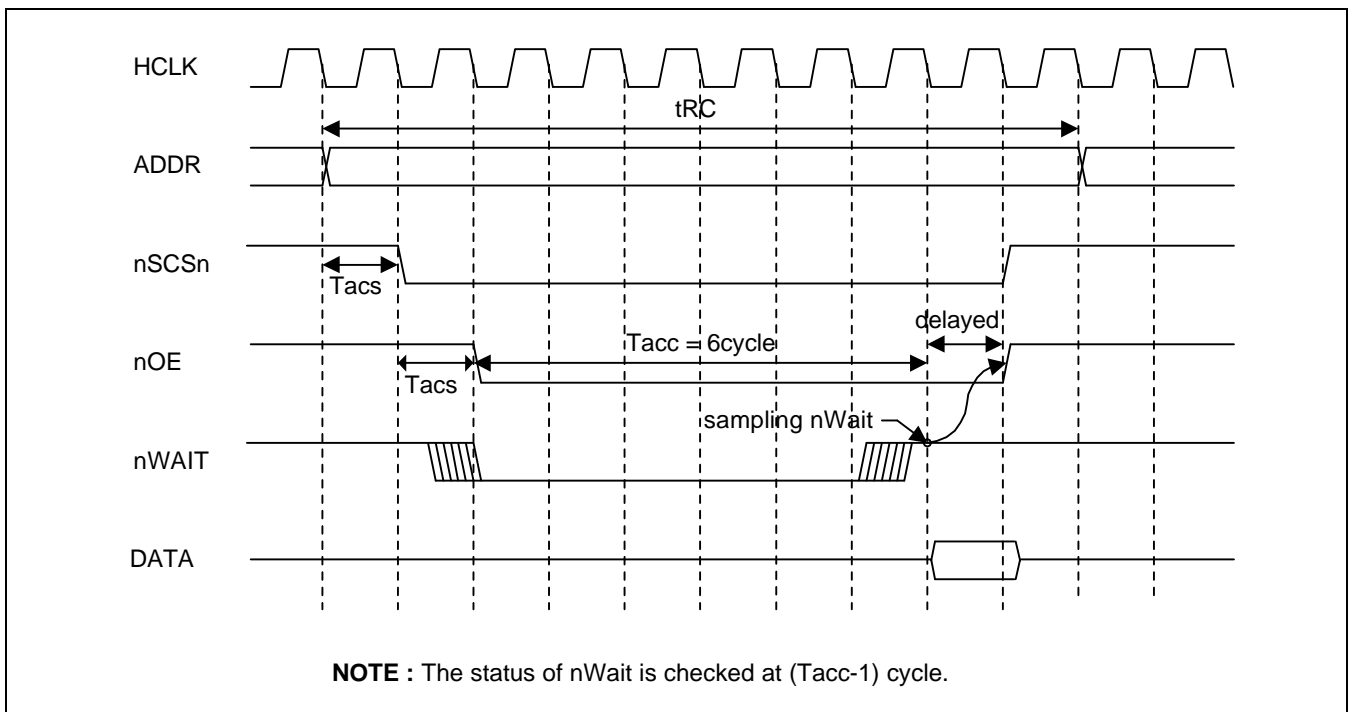 HCLK
tRC
ADDR
nSCSn
Tacs
delayed
Tacc = 6cycle
nOE
Tacs
sampling nWait
nWAIT
DATA
NOTE : The status of nWait is checked at (Tacc-1) cycle.